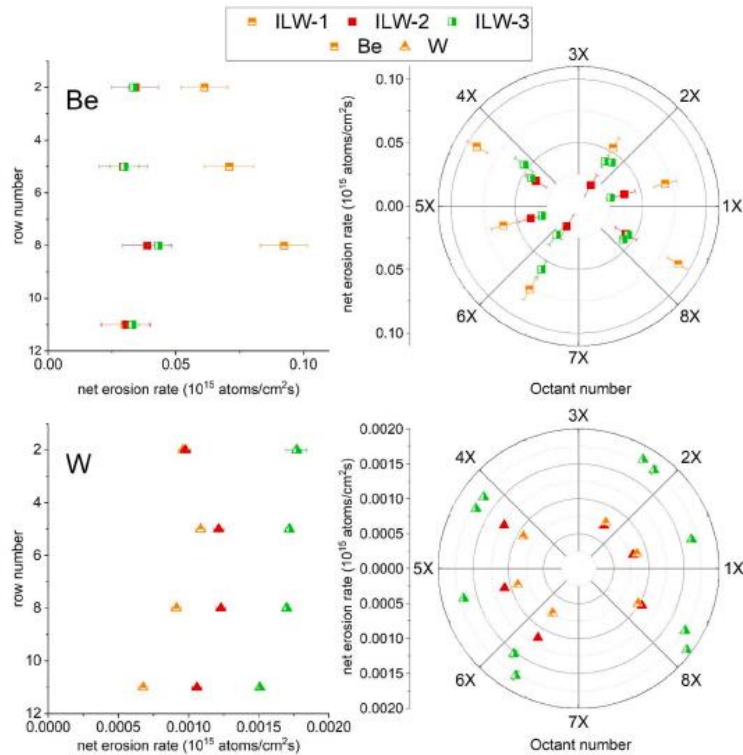 ILW-1 ILW-2 ILW-3
Be W
Be
row number
2
4
6
8
10
12
0.00 0.05 0.10
net erosion rate (10¹⁵ atoms/cm²s)
net erosion rate (10¹⁵ atoms/cm²s)
0.10
0.05
0.00
0.05
0.10
3X
4X 2X
5X 1X
6X 8X
7X
Octant number
W
row number
2
4
6
8
10
12
0.0000 0.0005 0.0010 0.0015 0.0020
net erosion rate (10¹⁵ atoms/cm²s)
net erosion rate (10¹⁵ atoms/cm²s)
0.0020
0.0015
0.0010
0.0005
0.0000
0.0005
0.0010
0.0015
0.0020
3X
4X 2X
5X 1X
6X 8X
7X
Octant number